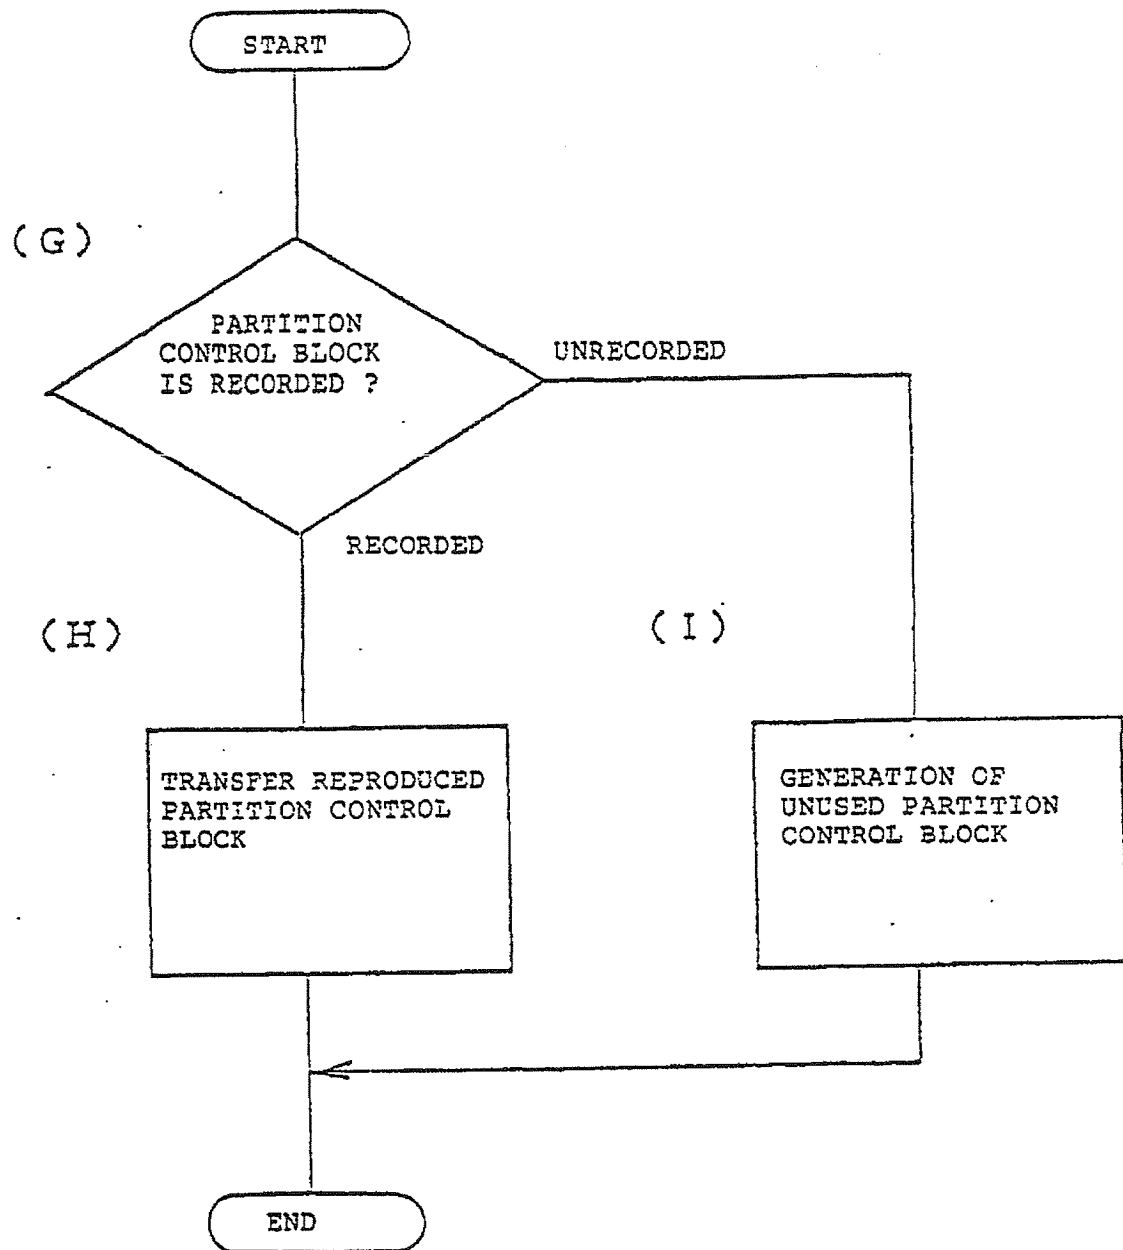 START
(G)
PARTITION
CONTROL BLOCK
IS RECORDED ?
UNRECORDED
RECORDED
(H)
(I)
TRANSFER REPRODUCED
PARTITION CONTROL
BLOCK
GENERATION OF
UNUSED PARTITION
CONTROL BLOCK
END